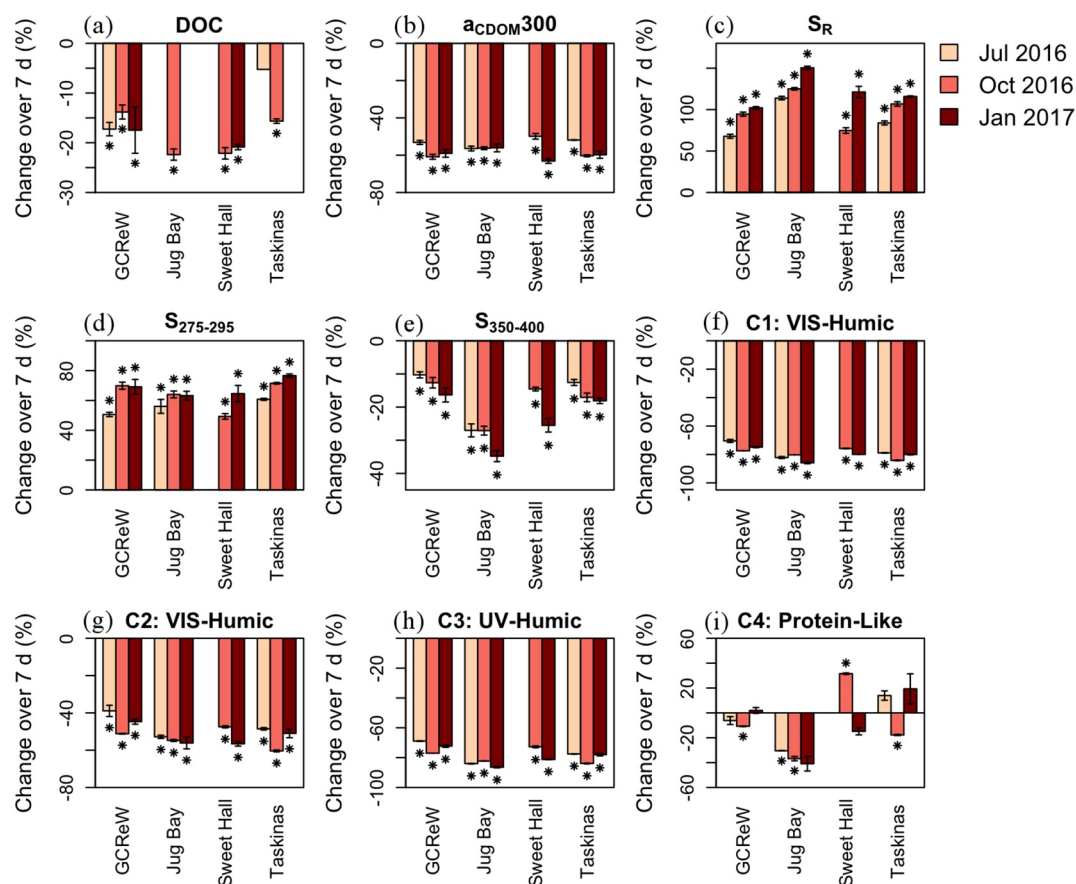 (a) DOC
Change over 7 d (%)
0
-10
-20
-30
GCReW
Jug Bay
Sweet Hall
Taskinas
(b) aCDOM300
Change over 7 d (%)
0
-40
-80
GCReW
Jug Bay
Sweet Hall
Taskinas
(c) SR
Change over 7 d (%)
0
50
100
GCReW
Jug Bay
Sweet Hall
Taskinas
Jul 2016
Oct 2016
Jan 2017
(d) S275-295
Change over 7 d (%)
0
40
80
GCReW
Jug Bay
Sweet Hall
Taskinas
(e) S350-400
Change over 7 d (%)
0
-20
-40
GCReW
Jug Bay
Sweet Hall
Taskinas
(f) C1: VIS-Humic
Change over 7 d (%)
-20
-60
-100
GCReW
Jug Bay
Sweet Hall
Taskinas
(g) C2: VIS-Humic
Change over 7 d (%)
0
-40
-80
GCReW
Jug Bay
Sweet Hall
Taskinas
(h) C3: UV-Humic
Change over 7 d (%)
-20
-60
-100
GCReW
Jug Bay
Sweet Hall
Taskinas
(i) C4: Protein-Like
Change over 7 d (%)
60
20
-20
-60
GCReW
Jug Bay
Sweet Hall
Taskinas